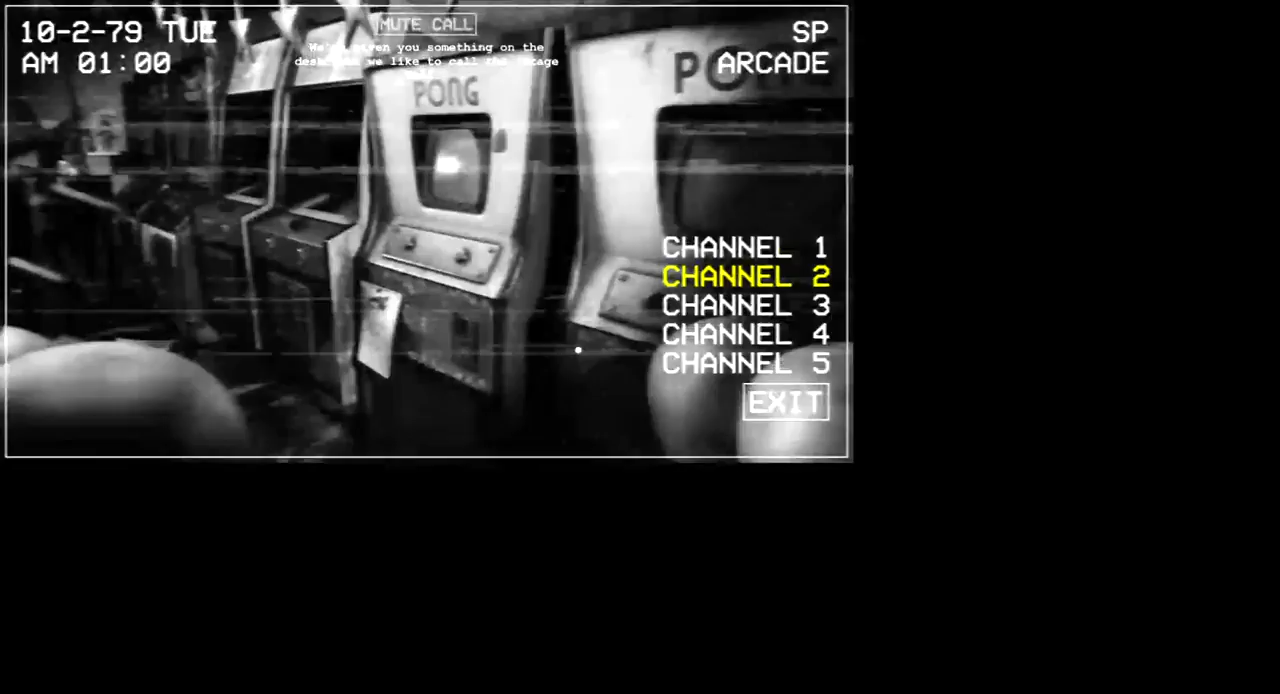 10-2-79 TUE
AM 01:00
MUTE CALL
given you something on the
we like to call the
SP
ARCADE
PONG
CHANNEL 1
CHANNEL 2
CHANNEL 3
CHANNEL 4
CHANNEL 5
EXIT